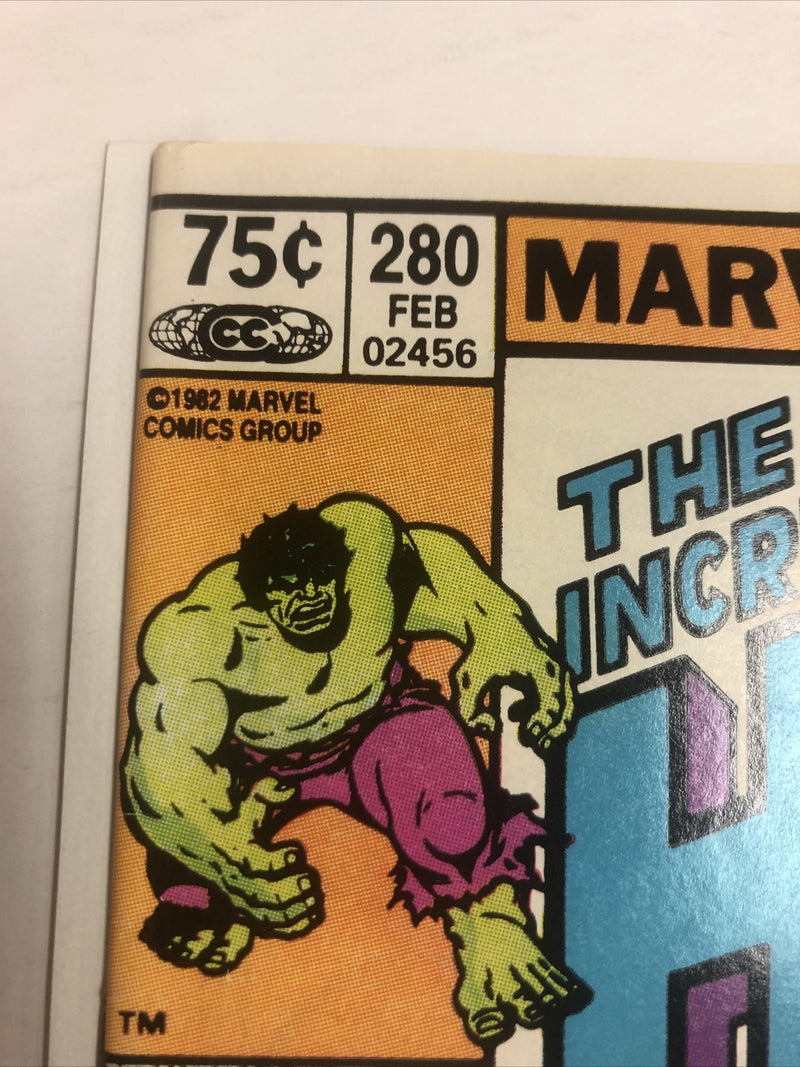 75¢
280
FEB
02456
CC
©1982 MARVEL
COMICS GROUP
MARV
THE
INCR
H
TM